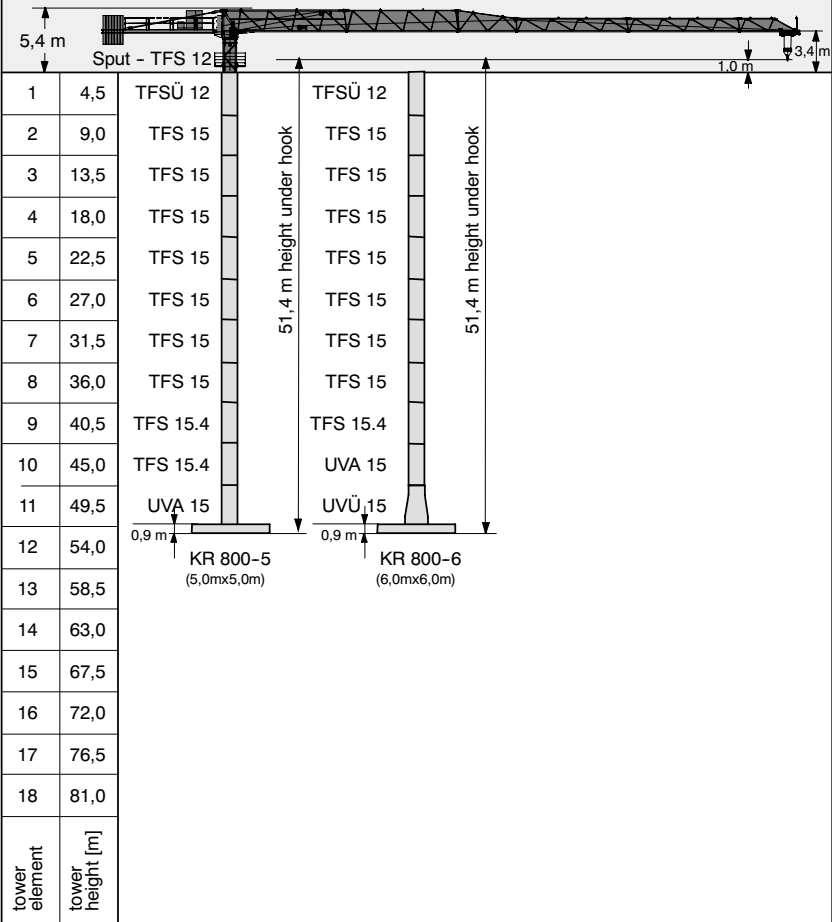 5,4 m
Sput - TFS 12
1,0 m
3,4m
1 4,5 TFSÜ 12 TFSÜ 12
2 9,0 TFS 15 TFS 15
3 13,5 TFS 15 TFS 15
4 18,0 TFS 15 TFS 15
5 22,5 TFS 15 TFS 15
6 27,0 TFS 15 TFS 15
7 31,5 TFS 15 TFS 15
8 36,0 TFS 15 TFS 15
9 40,5 TFS 15.4 TFS 15.4
10 45,0 TFS 15.4 UVA 15
11 49,5 UVA 15 UVÜ 15
51,4 m height under hook
51,4 m height under hook
12 54,0
0,9 m
0,9 m
KR 800-5
(5,0mx5,0m)
KR 800-6
(6,0mx6,0m)
13 58,5
14 63,0
15 67,5
16 72,0
17 76,5
18 81,0
tower
element
tower
height [m]